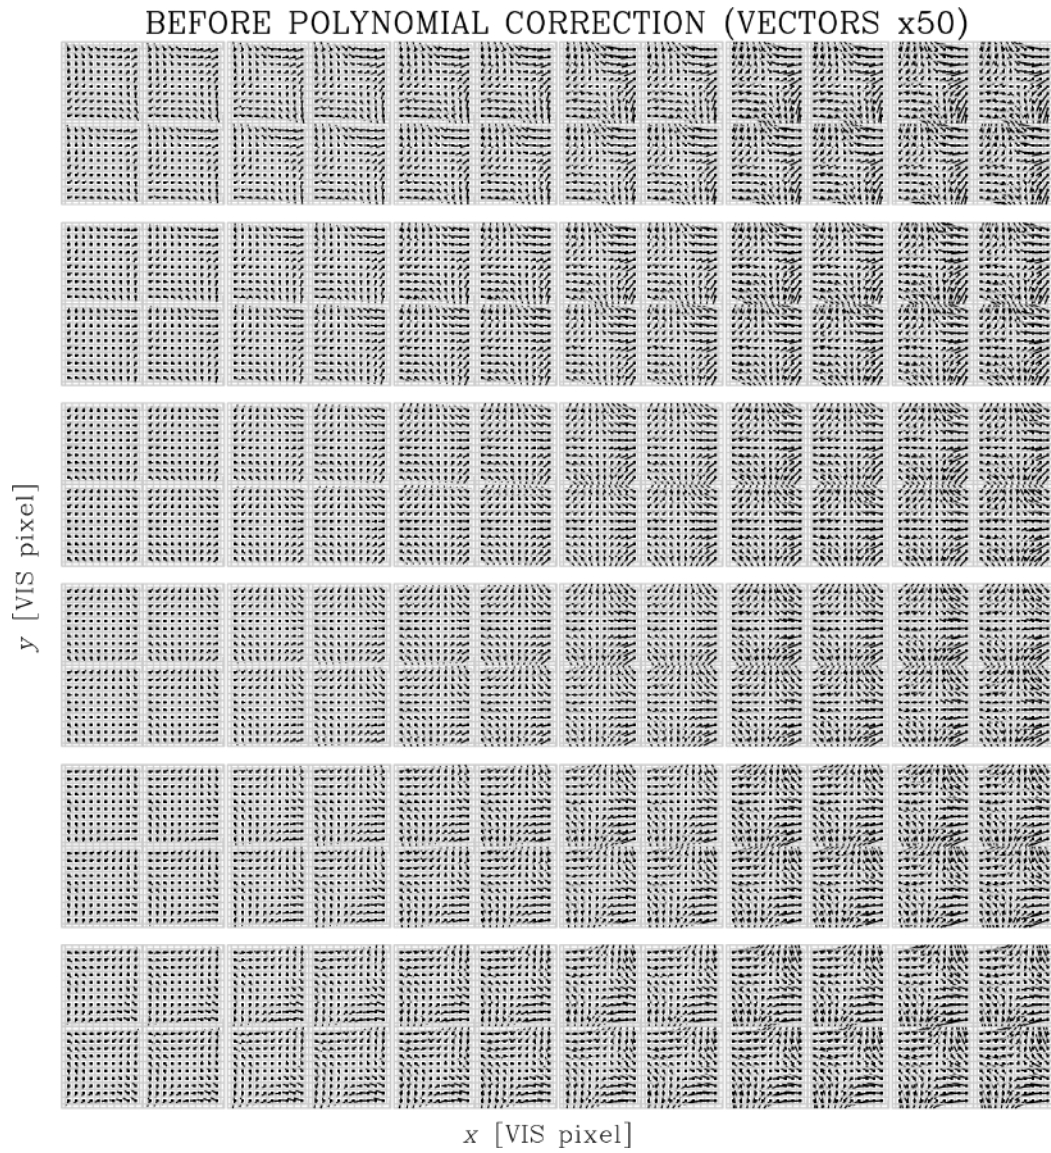 BEFORE POLYNOMIAL CORRECTION (VECTORS x50)
y [VIS pixel]
x [VIS pixel]